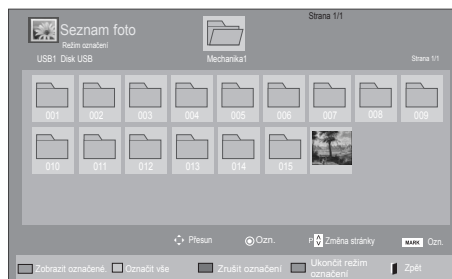 Strana 1/1
Seznam foto
Režim označení
USB1 Disk USB
Mechanika1
Strana 1/1
001 002 003 004 005 006 007 008 009
010 011 012 013 014 015
Přesun Ozn. P Změna stránky MARK Ozn.
Zobrazit označené. Označit vše Zrušit označení Ukončit režim označení Zpět